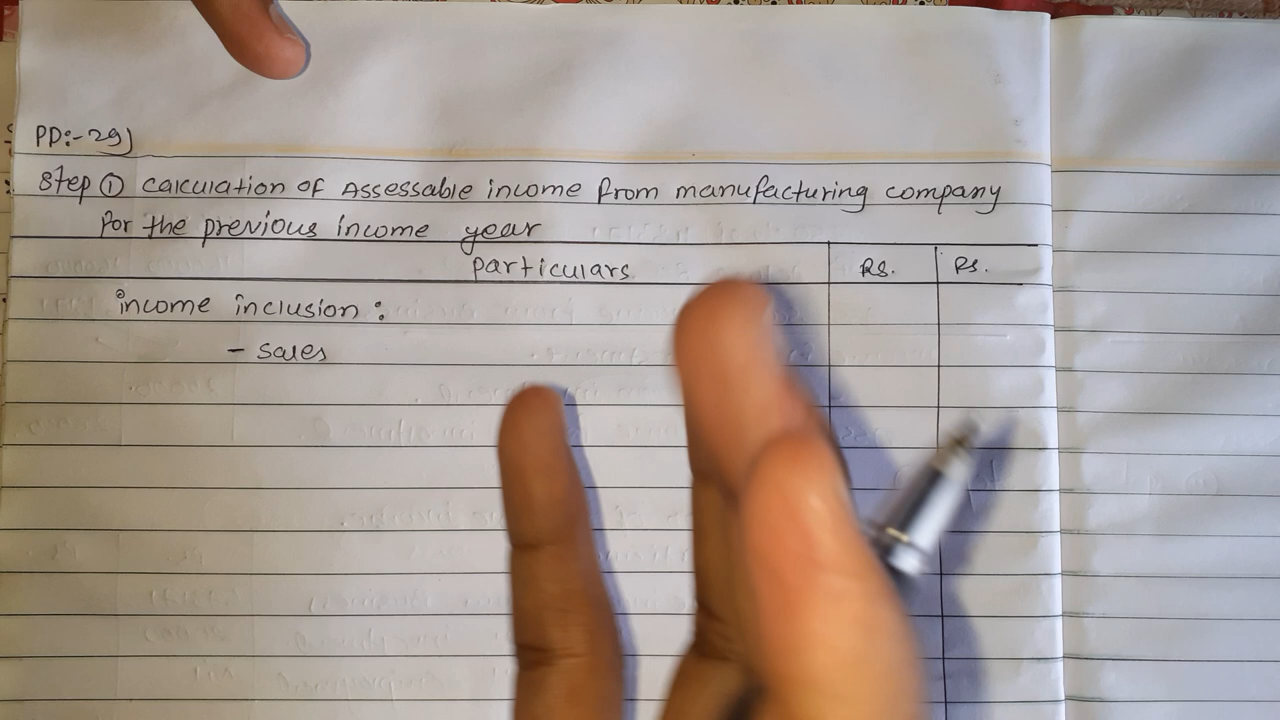 PD:-29)
Step ① calculation of Assessable income from manufacturing company
for the previous income year
particulars Rs. Rs.
income inclusion :
- sales